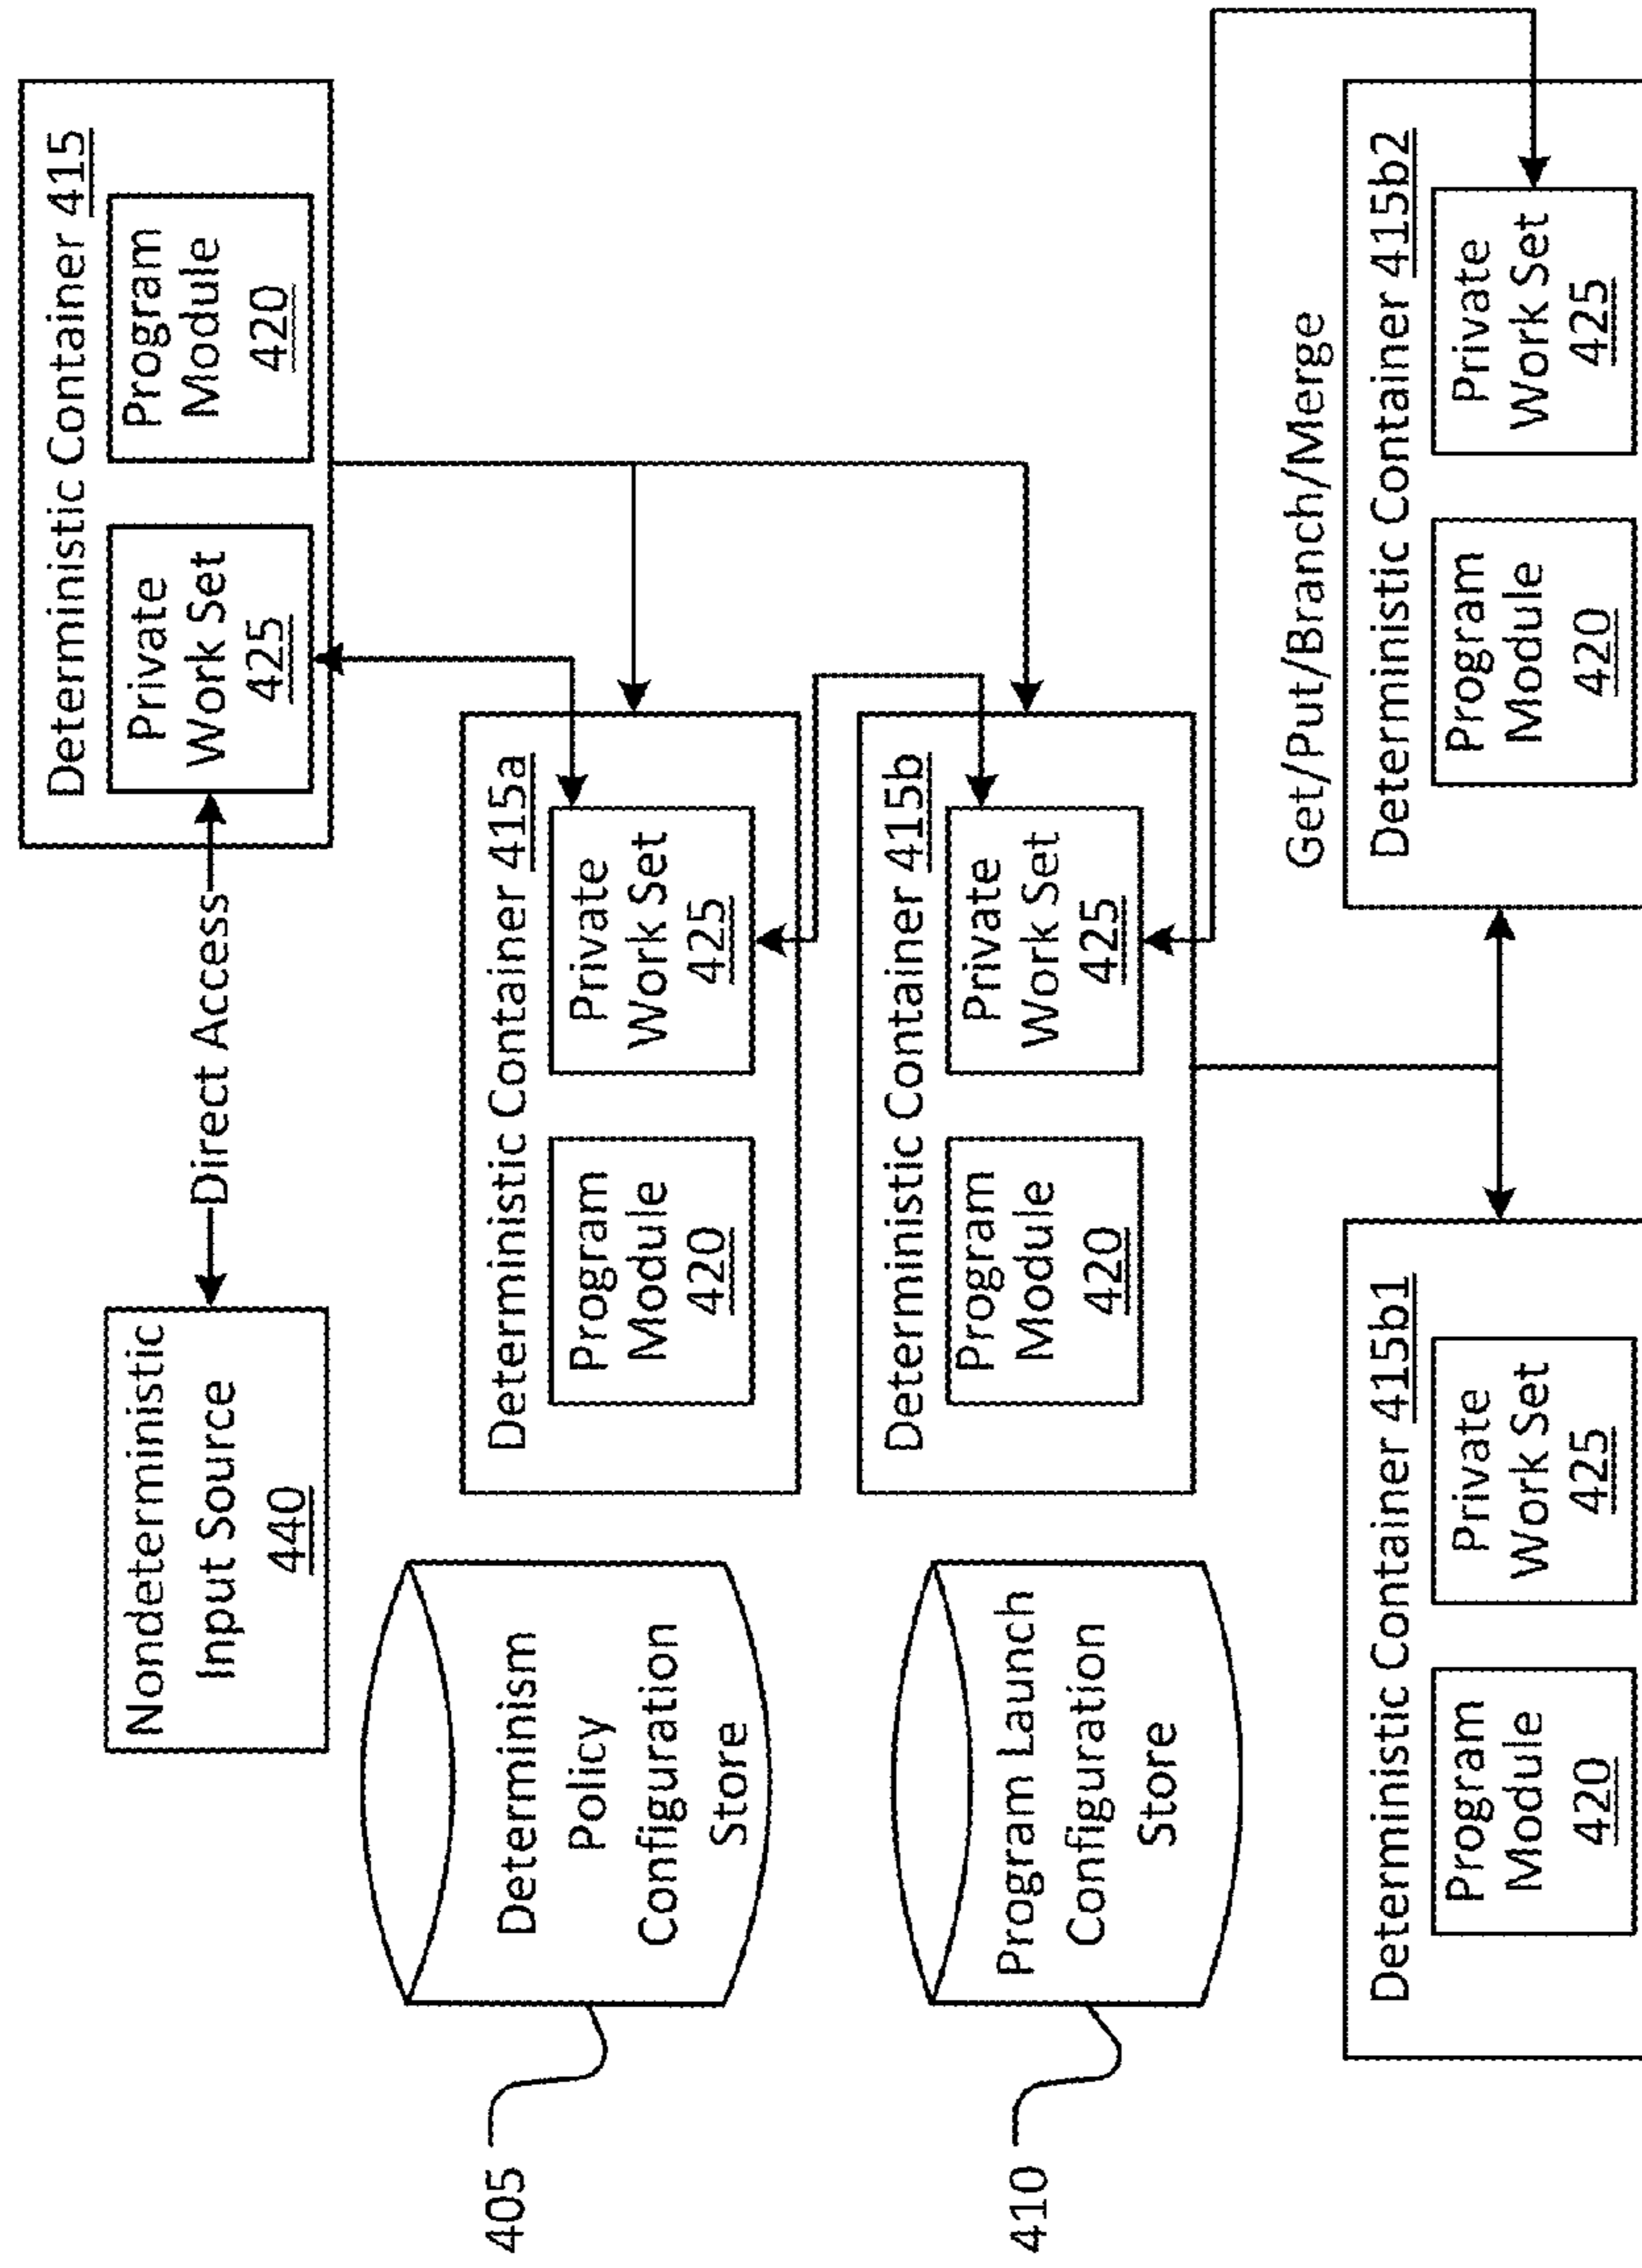 Nondeterministic
Input Source
440
Direct Access
Deterministic Container 415
Private
Work Set
425
Program
Module
420
405
Determinism
Policy
Configuration
Store
Deterministic Container 415a
Program
Module
420
Private
Work Set
425
410
Program Launch
Configuration
Store
Deterministic Container 415b
Program
Module
420
Private
Work Set
425
Get/Put/Branch/Merge
Deterministic Container 415b1
Program
Module
420
Private
Work Set
425
Deterministic Container 415b2
Program
Module
420
Private
Work Set
425